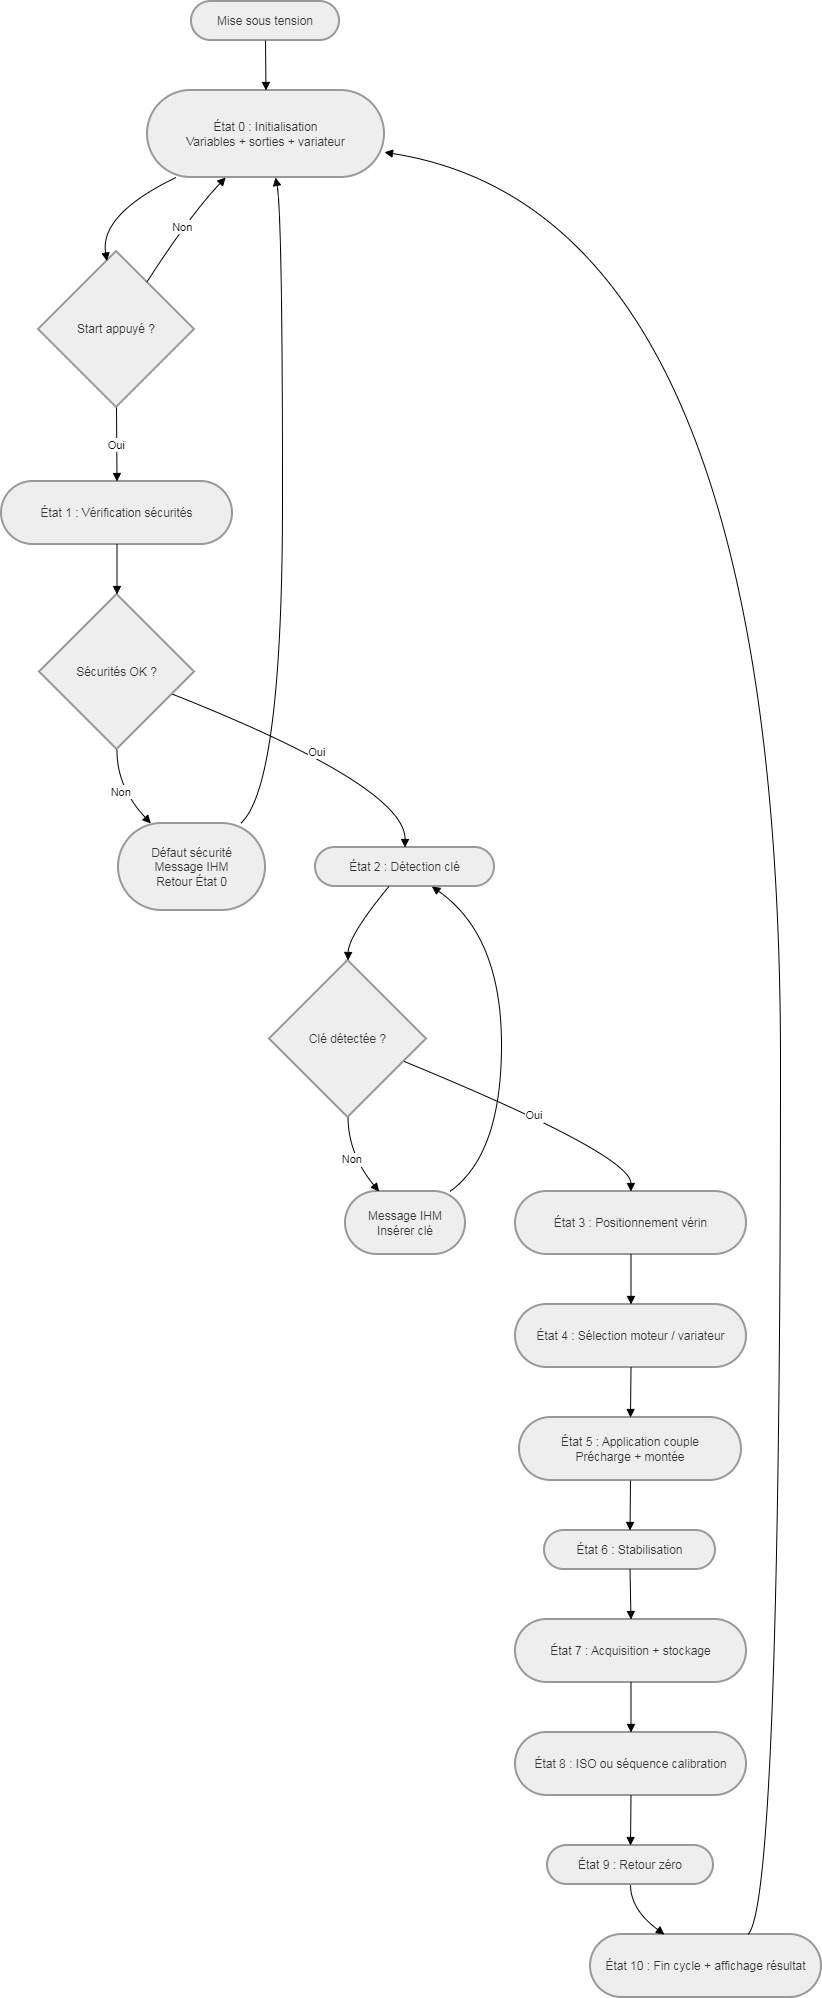 Mise sous tension
État 0 : Initialisation
Variables + sorties + variateur
Non
Start appuyé ?
Oui
État 1 : Vérification sécurités
Sécurités OK ?
Oui
Non
Défaut sécurité
Message IHM
Retour État 0
État 2 : Détection clé
Clé détectée ?
Oui
Non
Message IHM
Insérer clé
État 3 : Positionnement vérin
État 4 : Sélection moteur / variateur
État 5 : Application couple
Précharge + montée
État 6 : Stabilisation
État 7 : Acquisition + stockage
État 8 : ISO ou séquence calibration
État 9 : Retour zéro
État 10 : Fin cycle + affichage résultat